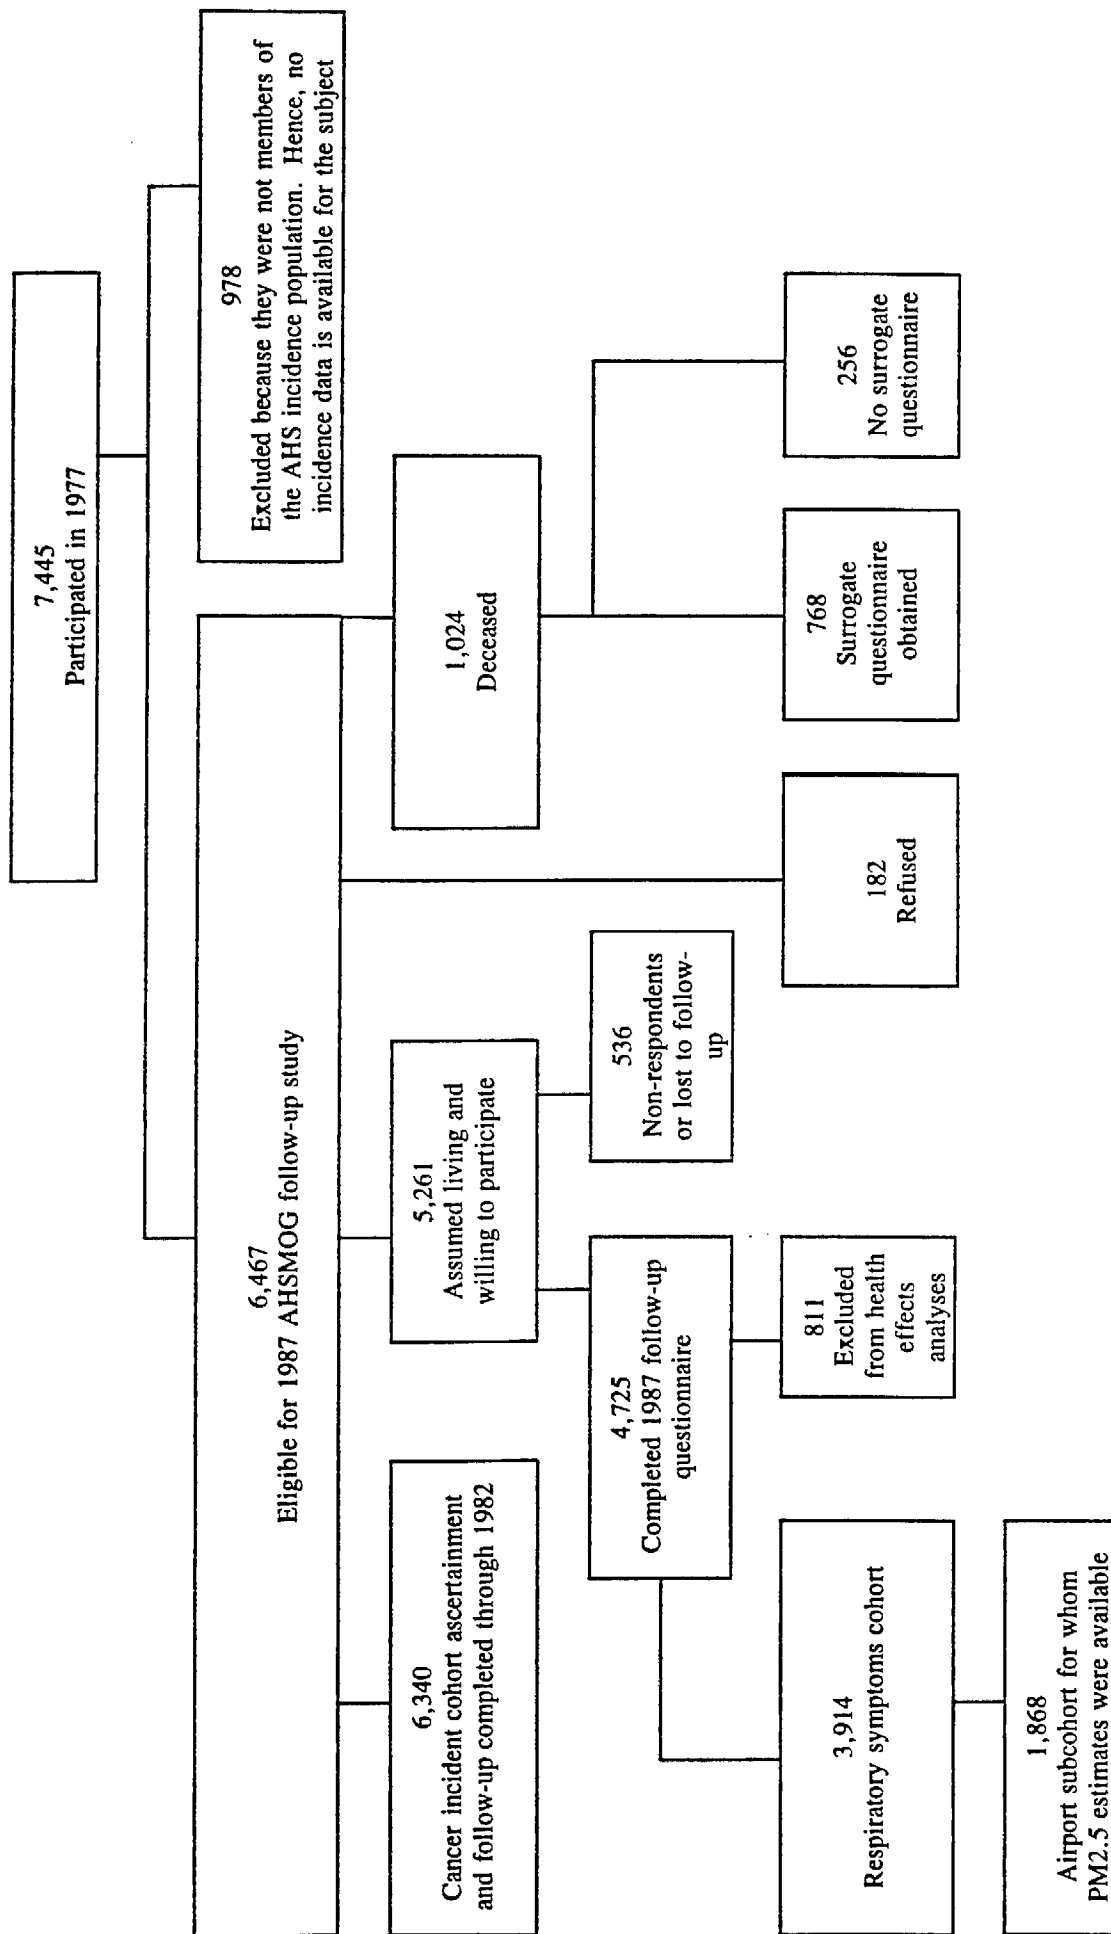 7,445
Participated in 1977
6,467
Eligible for 1987 AHSMOG follow-up study
978
Excluded because they were not members of
the AHS incidence population. Hence, no
incidence data is available for the subject
6,340
Cancer incident cohort ascertainment
and follow-up completed through 1982
5,261
Assumed living and
willing to participate
1,024
Deceased
4,725
Completed 1987 follow-up
questionnaire
536
Non-respondents
or lost to follow-
up
3,914
Respiratory symptoms cohort
811
Excluded
from health
effects
analyses
182
Refused
768
Surrogate
questionnaire
obtained
256
No surrogate
questionnaire
1,868
Airport subcohort for whom
PM2.5 estimates were available